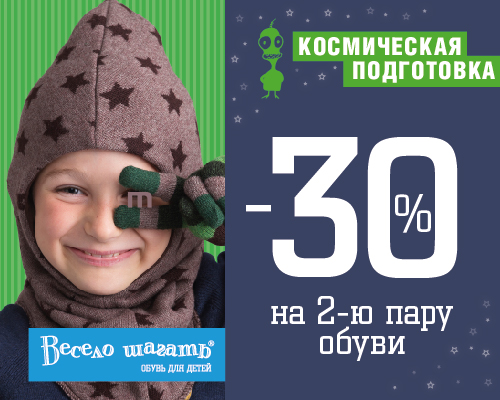 КОСМИЧЕСКАЯ
ПОДГОТОВКА
-30%
на 2-ю пару
обуви
Весело шагать®
ОБУВЬ ДЛЯ ДЕТЕЙ